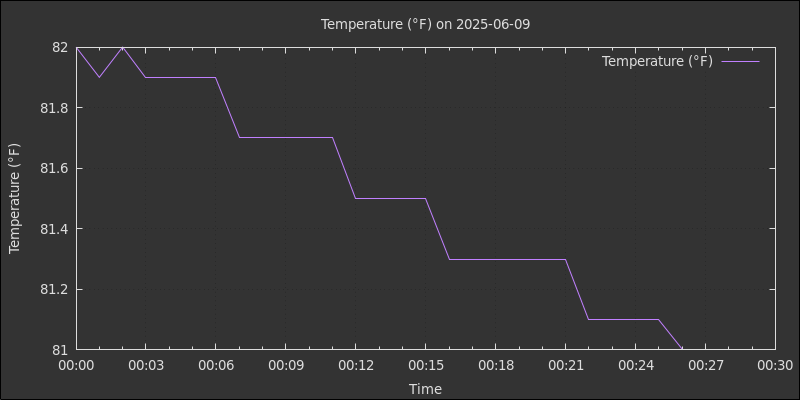 Temperature (°F) on 2025-06-09
Temperature (°F)
82
81.8
81.6
81.4
81.2
81
Temperature (°F)
00:00 00:03 00:06 00:09 00:12 00:15 00:18 00:21 00:24 00:27 00:30
Time